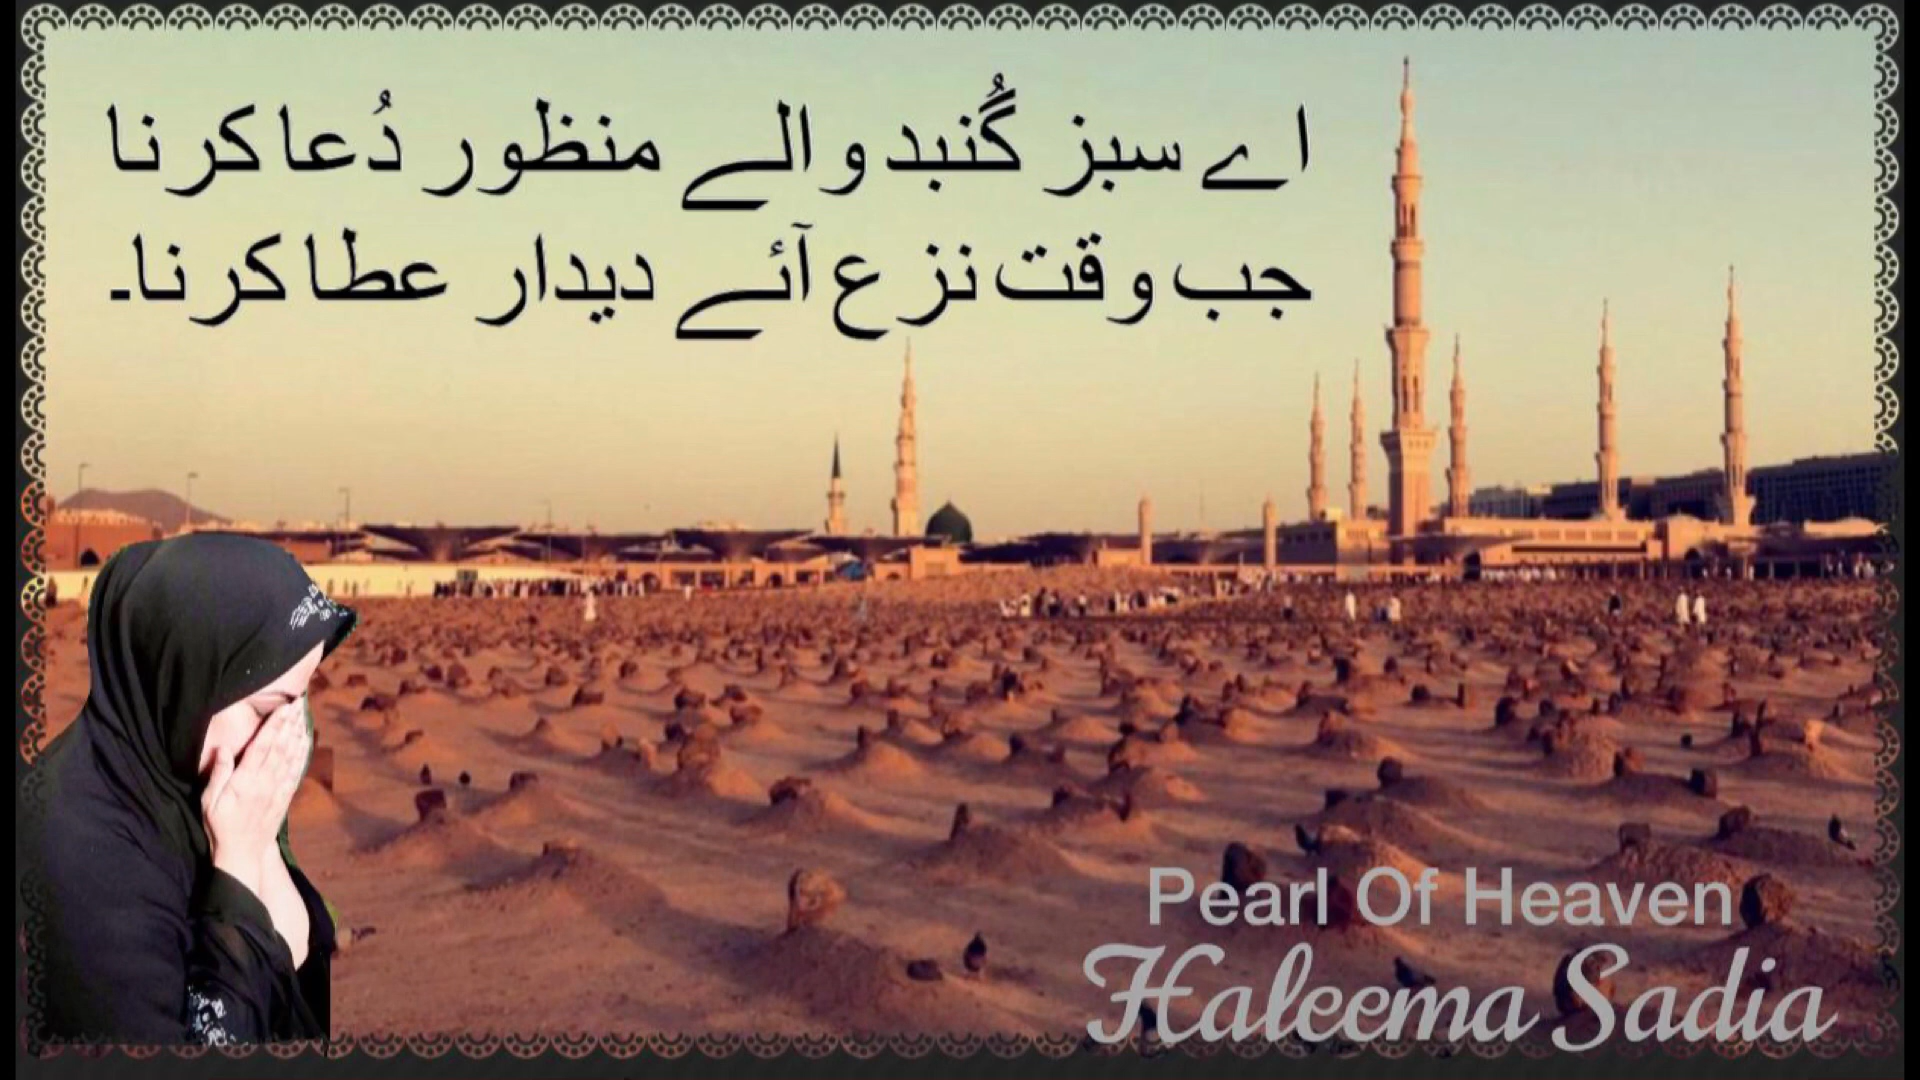 اے سبز گُنبد والے منظور دُعا کرنا
جب وقت نزع آئے دیدار عطا کرنا۔
Pearl Of Heaven
Haleema Sadia